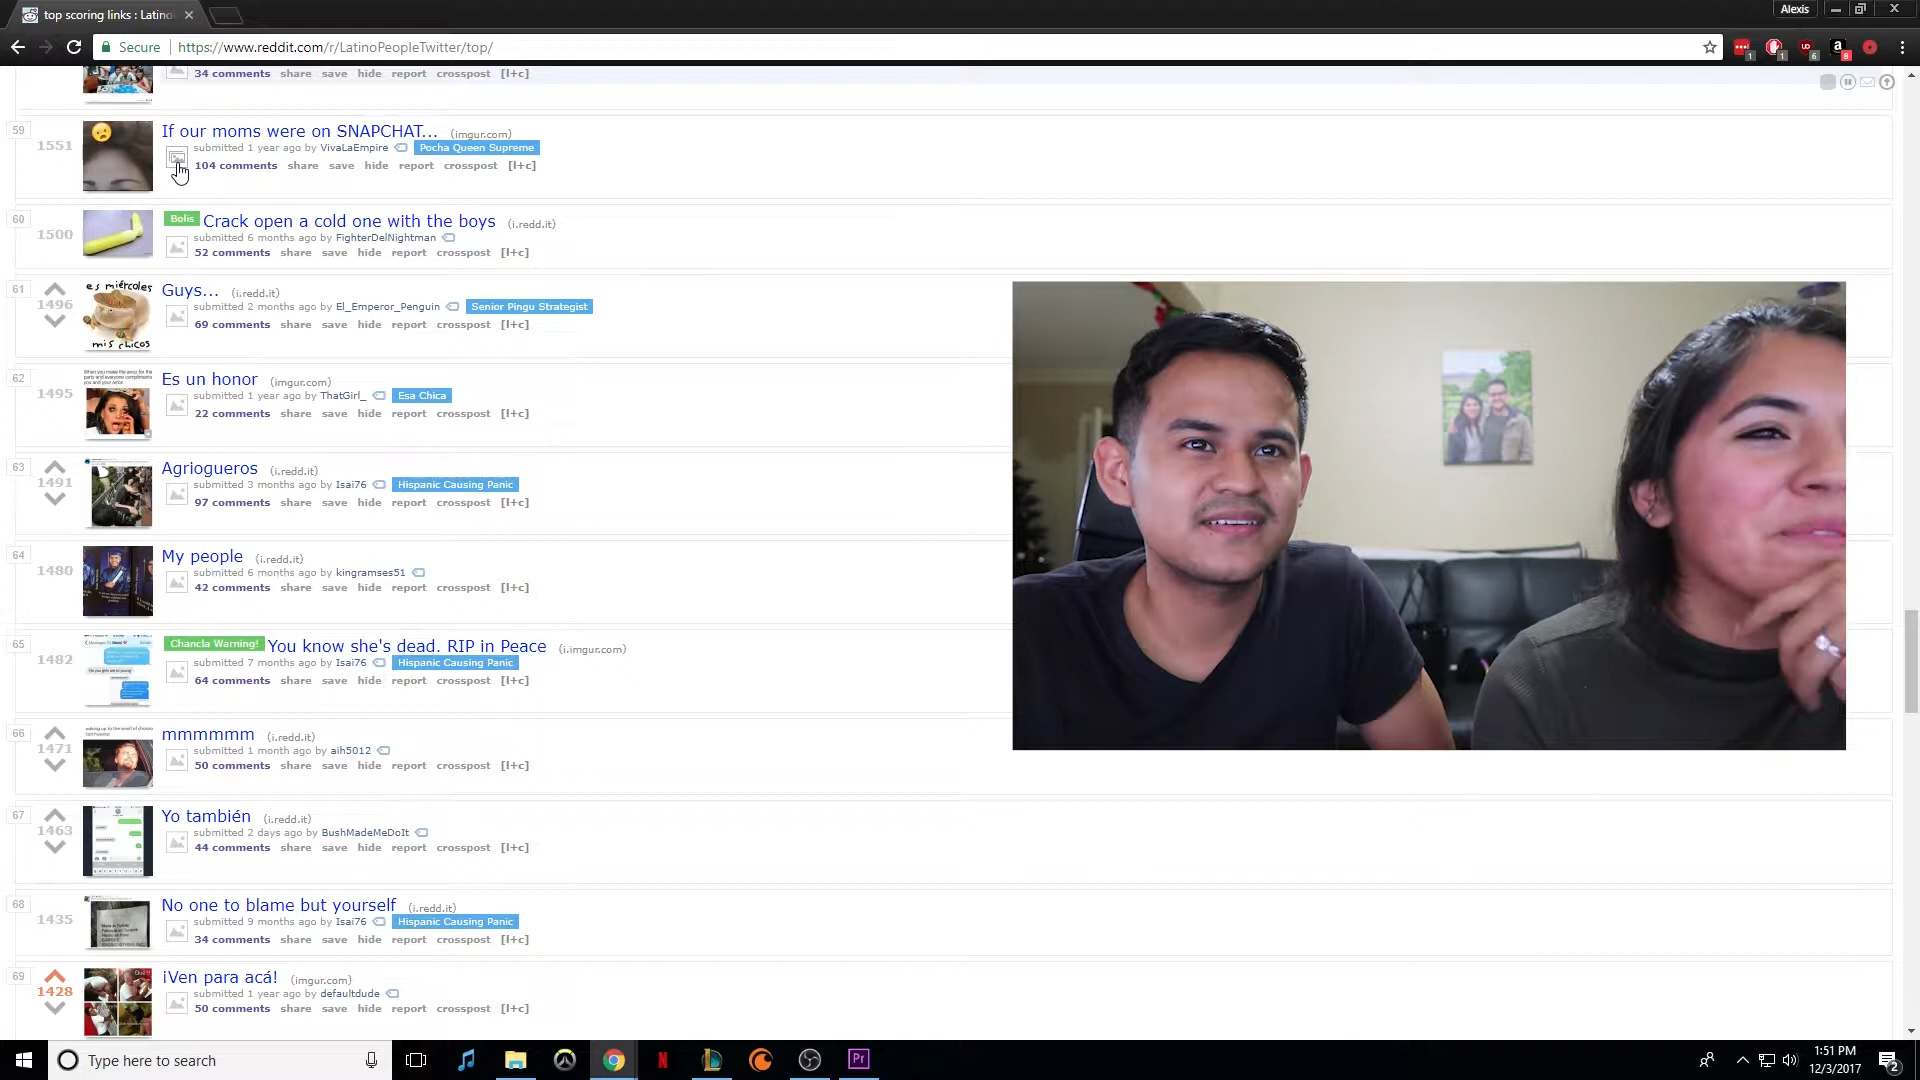 top scoring links : Latino
Alexis
Secure
https://www.reddit.com/r/LatinoPeopleTwitter/top/
34 comments share save hide report crosspost [l+c]
59
1551
If our moms were on SNAPCHAT... (imgur.com)
submitted 1 year ago by VivaLaEmpire Pocha Queen Supreme
104 comments share save hide report crosspost [l+c]
60
1500
Bolis Crack open a cold one with the boys (i.redd.it)
submitted 6 months ago by FighterDelNightman
52 comments share save hide report crosspost [l+c]
61
1496
es miércoles
mis chicos
Guys... (i.redd.it)
submitted 2 months ago by El_Emperor_Penguin Senior Pingu Strategist
69 comments share save hide report crosspost [l+c]
62
1495
Es un honor (imgur.com)
submitted 1 year ago by ThatGirl_ Esa Chica
22 comments share save hide report crosspost [l+c]
63
1491
Agriogueros (i.redd.it)
submitted 3 months ago by Isai76 Hispanic Causing Panic
97 comments share save hide report crosspost [l+c]
64
1480
My people (i.redd.it)
submitted 6 months ago by kingramses51
42 comments share save hide report crosspost [l+c]
65
1482
Chancla Warning! You know she's dead. RIP in Peace (i.imgur.com)
submitted 7 months ago by Isai76 Hispanic Causing Panic
64 comments share save hide report crosspost [l+c]
66
1471
mmmmmm (i.redd.it)
submitted 1 month ago by aih5012
50 comments share save hide report crosspost [l+c]
67
1463
Yo también (i.redd.it)
submitted 2 days ago by BushMadeMeDoIt
44 comments share save hide report crosspost [l+c]
68
1435
No one to blame but yourself (i.redd.it)
submitted 9 months ago by Isai76 Hispanic Causing Panic
34 comments share save hide report crosspost [l+c]
69
1428
¡Ven para acá! (imgur.com)
submitted 1 year ago by defaultdude
50 comments share save hide report crosspost [l+c]
Type here to search
Pr
1:51 PM
12/3/2017
2